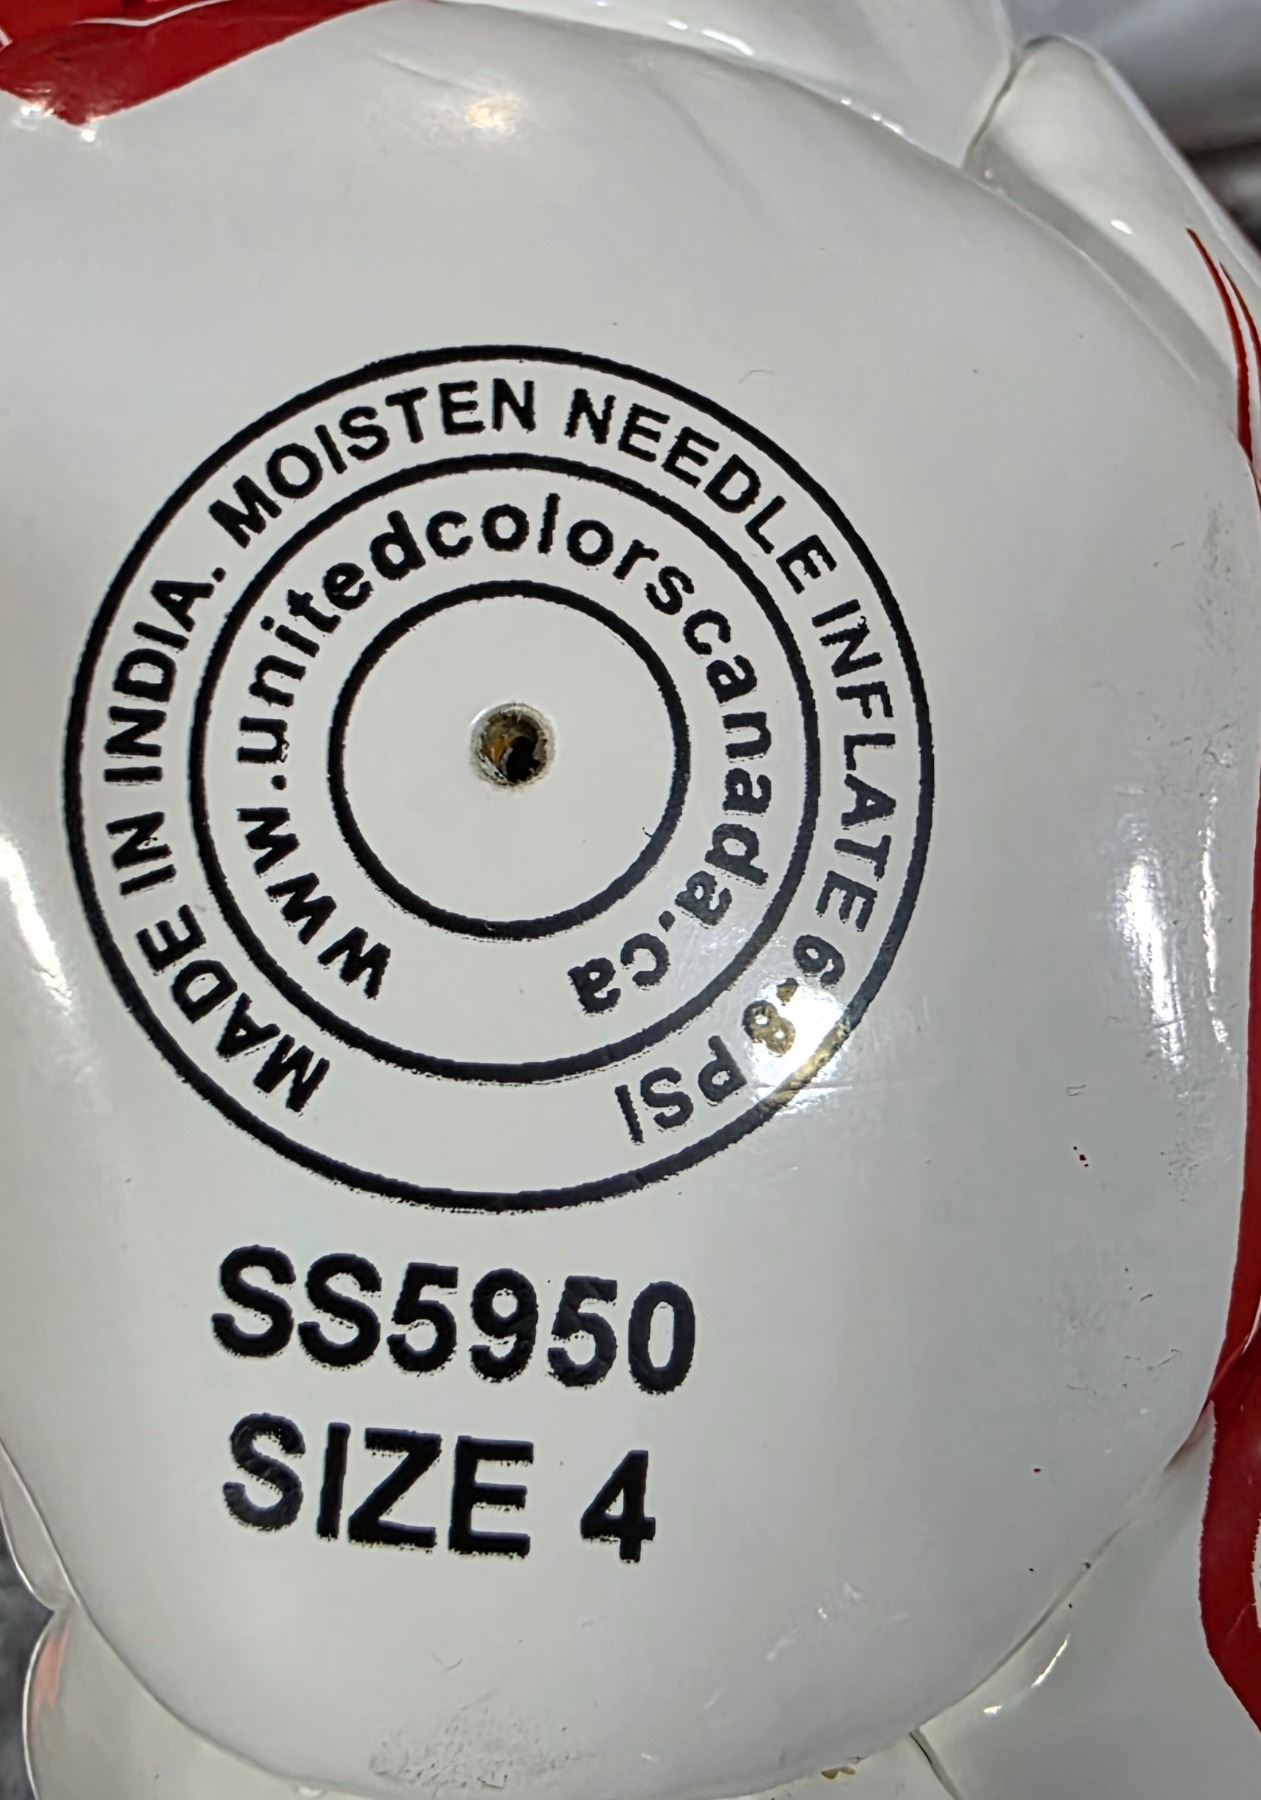 MADE IN INDIA. MOISTEN NEEDLE INFLATE 6-8 PSI
www.unitedcolorscanada.ca
SS5950
SIZE 4